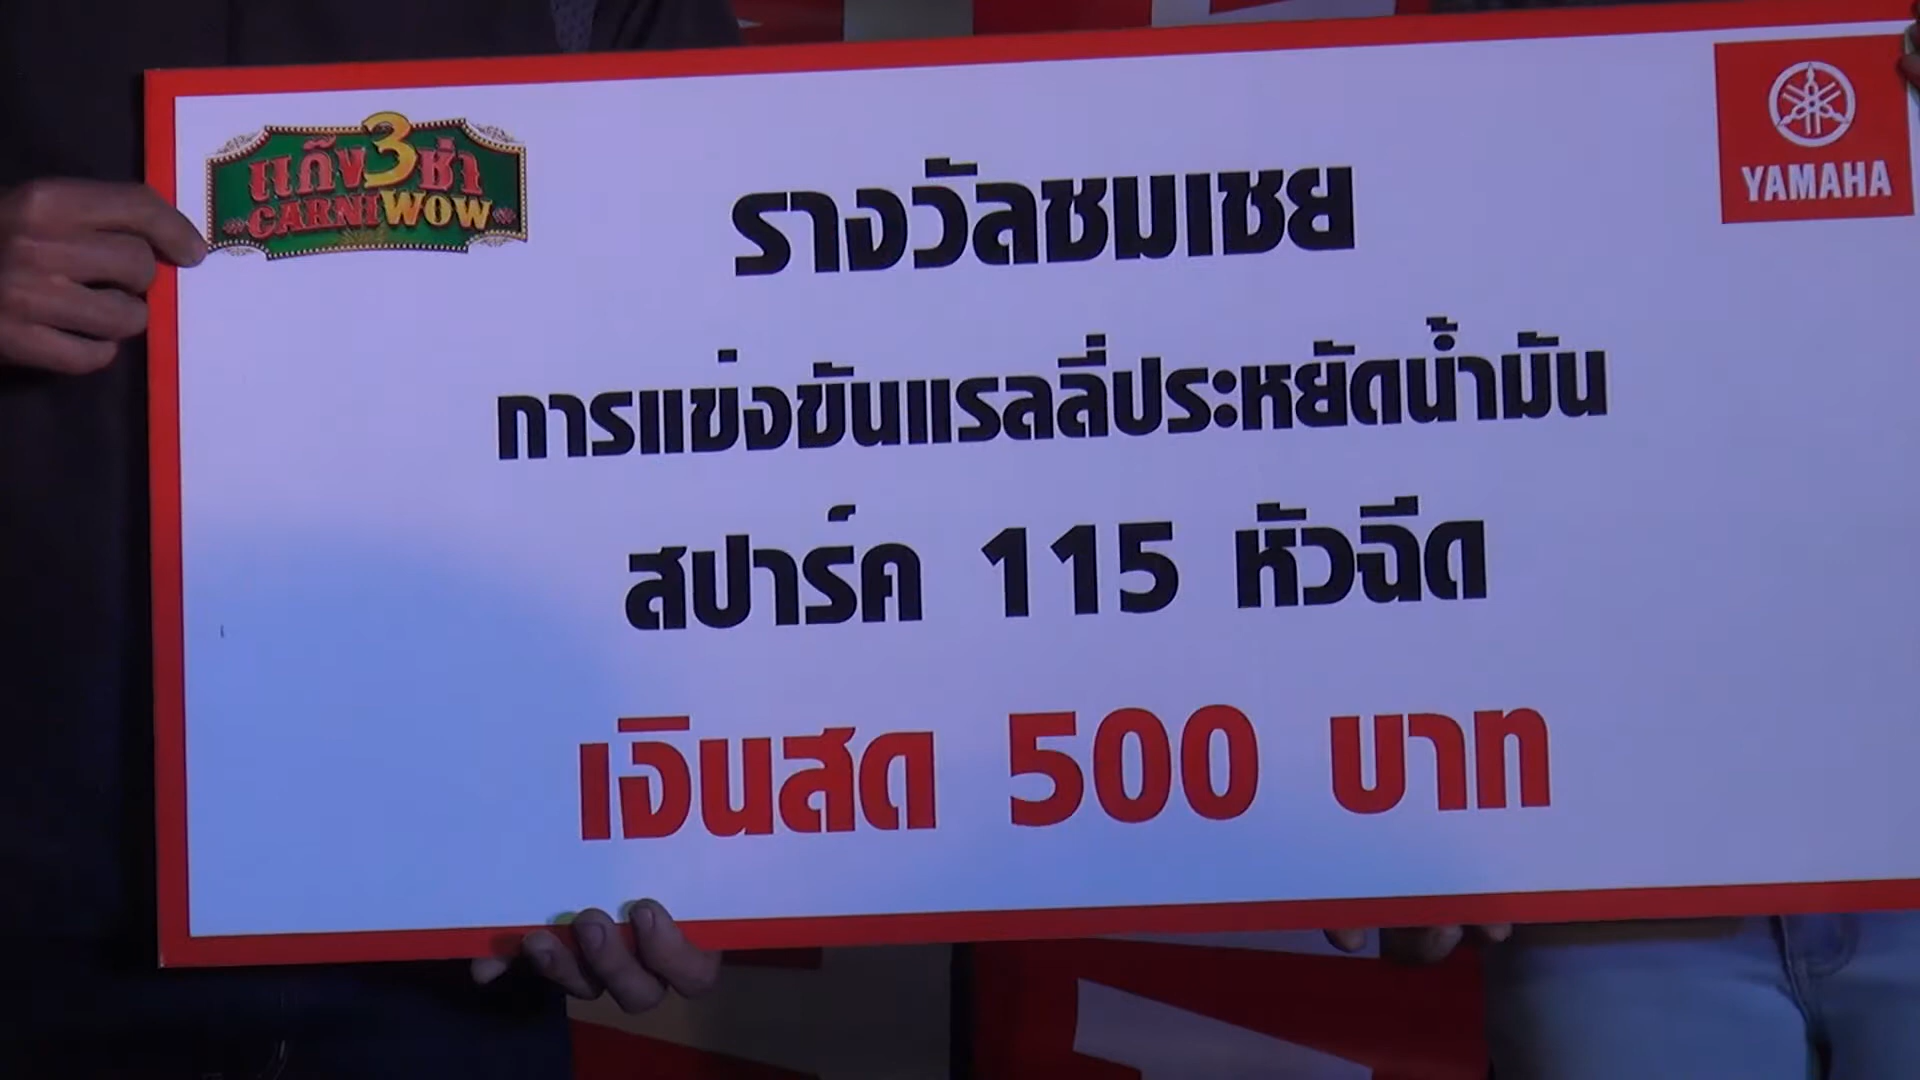 แก๊ง3ช่า
CARNIWOW
YAMAHA
รางวัลชมเชย
การแข่งขันแรลลี่ประหยัดน้ำมัน
สปาร์ค 115 หัวฉีด
เงินสด 500 บาท